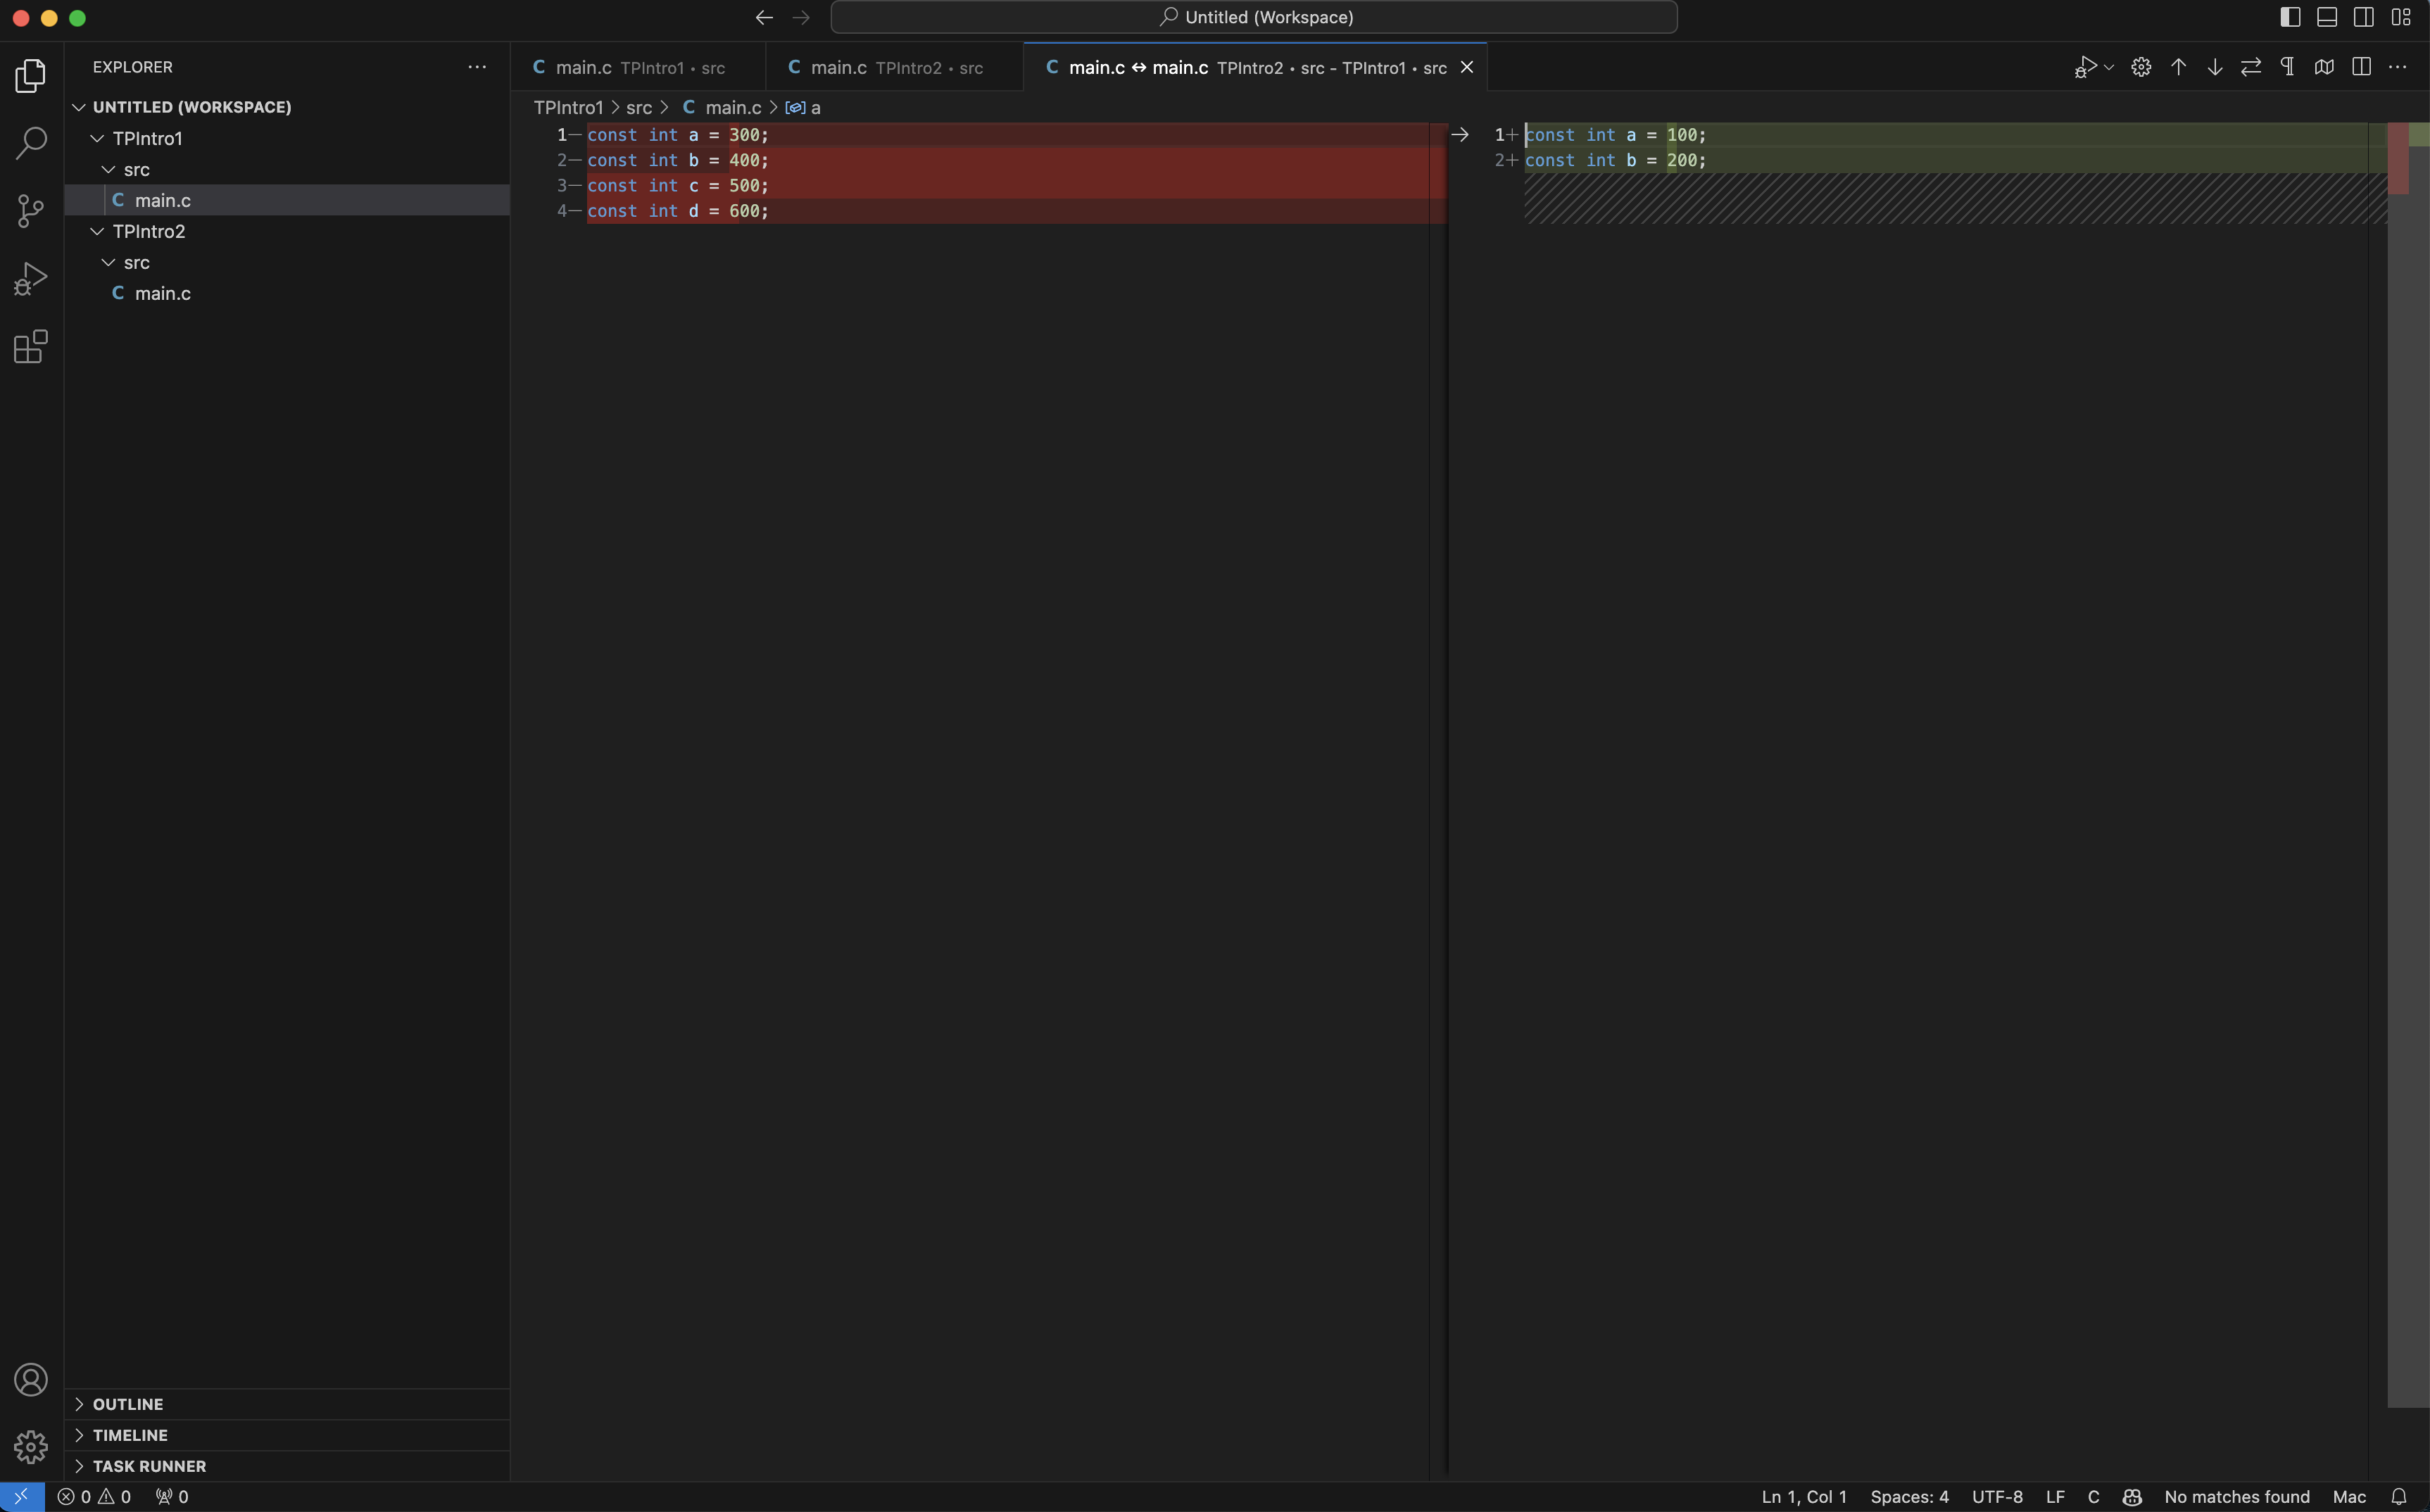 Untitled (Workspace)
EXPLORER
UNTITLED (WORKSPACE)
TPIntro1
src
C main.c
TPIntro2
src
C main.c
C main.c TPIntro1 • src
C main.c TPIntro2 • src
C main.c ↔ main.c TPIntro2 • src - TPIntro1 • src
TPIntro1 > src > C main.c > a
1− const int a = 300;
2− const int b = 400;
3− const int c = 500;
4− const int d = 600;
1+ const int a = 100;
2+ const int b = 200;
OUTLINE
TIMELINE
TASK RUNNER
0 0 0
Ln 1, Col 1 Spaces: 4 UTF-8 LF C No matches found Mac